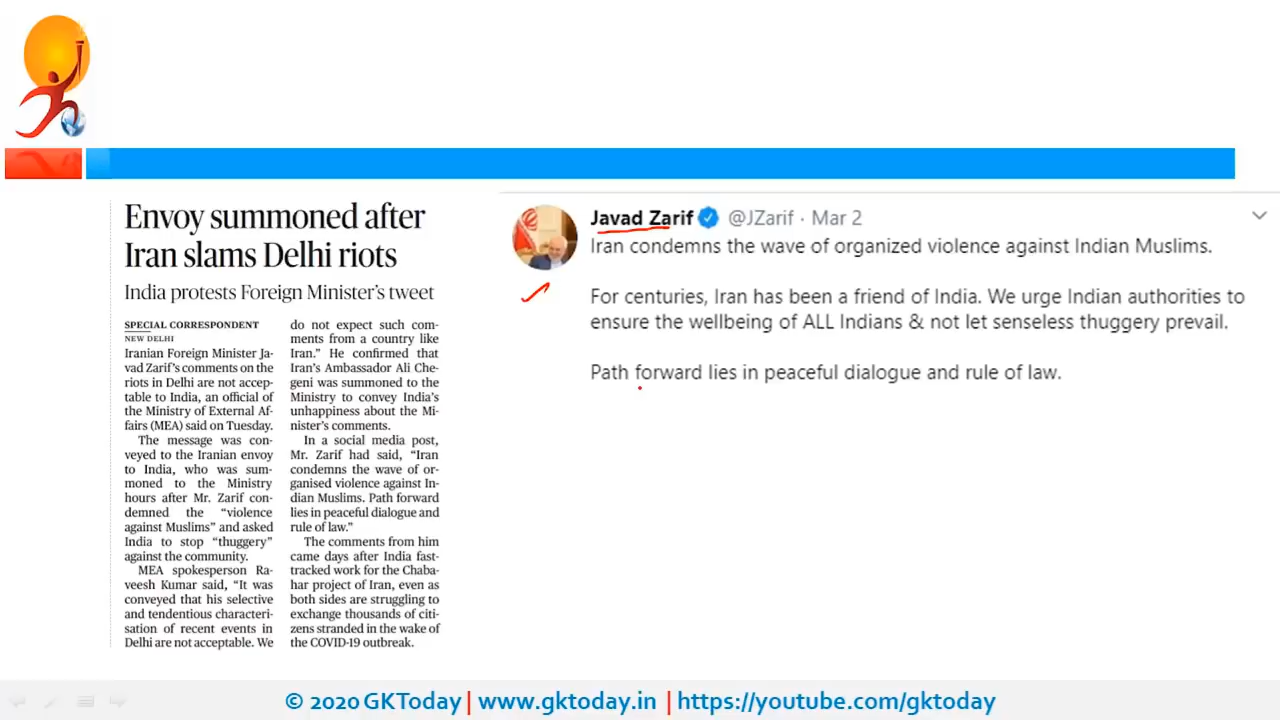 Envoy summoned after
Iran slams Delhi riots
India protests Foreign Minister's tweet
SPECIAL CORRESPONDENT
NEW DELHI
Iranian Foreign Minister Ja-
vad Zarif's comments on the
riots in Delhi are not accep-
table to India, an official of
the Ministry of External Af-
fairs (MEA) said on Tuesday.
The message was con-
veyed to the Iranian envoy
to India, who was sum-
moned to the Ministry
hours after Mr. Zarif con-
demned the “violence
against Muslims” and asked
India to stop “thuggery”
against the community.
MEA spokesperson Ra-
veesh Kumar said, “It was
conveyed that his selective
and tendentious characteri-
sation of recent events in
Delhi are not acceptable. We
do not expect such com-
ments from a country like
Iran.” He confirmed that
Iran's Ambassador Ali Che-
geni was summoned to the
Ministry to convey India's
unhappiness about the Mi-
nister's comments.
In a social media post,
Mr. Zarif had said, “Iran
condemns the wave of or-
ganised violence against In-
dian Muslims. Path forward
lies in peaceful dialogue and
rule of law.”
The comments from him
came days after India fast-
tracked work for the Chaba-
har project of Iran, even as
both sides are struggling to
exchange thousands of citi-
zens stranded in the wake of
the COVID-19 outbreak.
Javad Zarif @JZarif · Mar 2
Iran condemns the wave of organized violence against Indian Muslims.
For centuries, Iran has been a friend of India. We urge Indian authorities to
ensure the wellbeing of ALL Indians & not let senseless thuggery prevail.
Path forward lies in peaceful dialogue and rule of law.
© 2020 GKToday | www.gktoday.in | https://youtube.com/gktoday